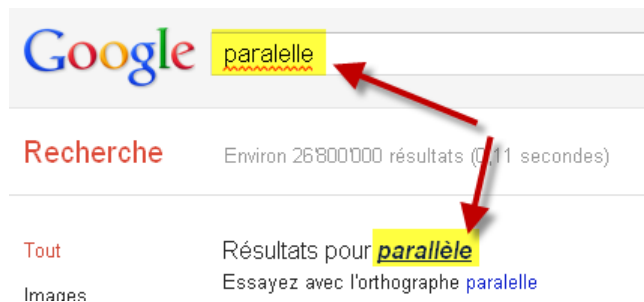 Google paralelle
Recherche Environ 26'800'000 résultats (0,11 secondes)
Tout Résultats pour parallèle
Essayez avec l'orthographe paralelle
Images